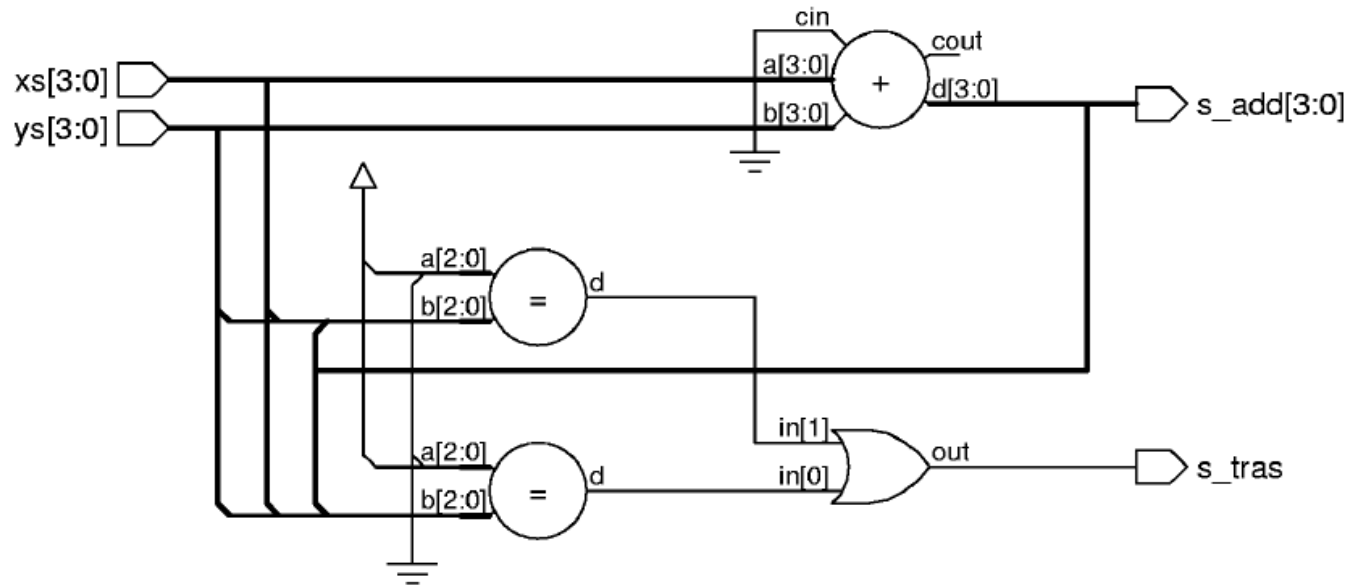 cin
cout
xs[3:0]
a[3:0]
+
d[3:0]
s_add[3:0]
ys[3:0]
b[3:0]
a[2:0]
d
=
b[2:0]
in[1]
a[2:0]
out
d
in[0]
s_tras
=
b[2:0]